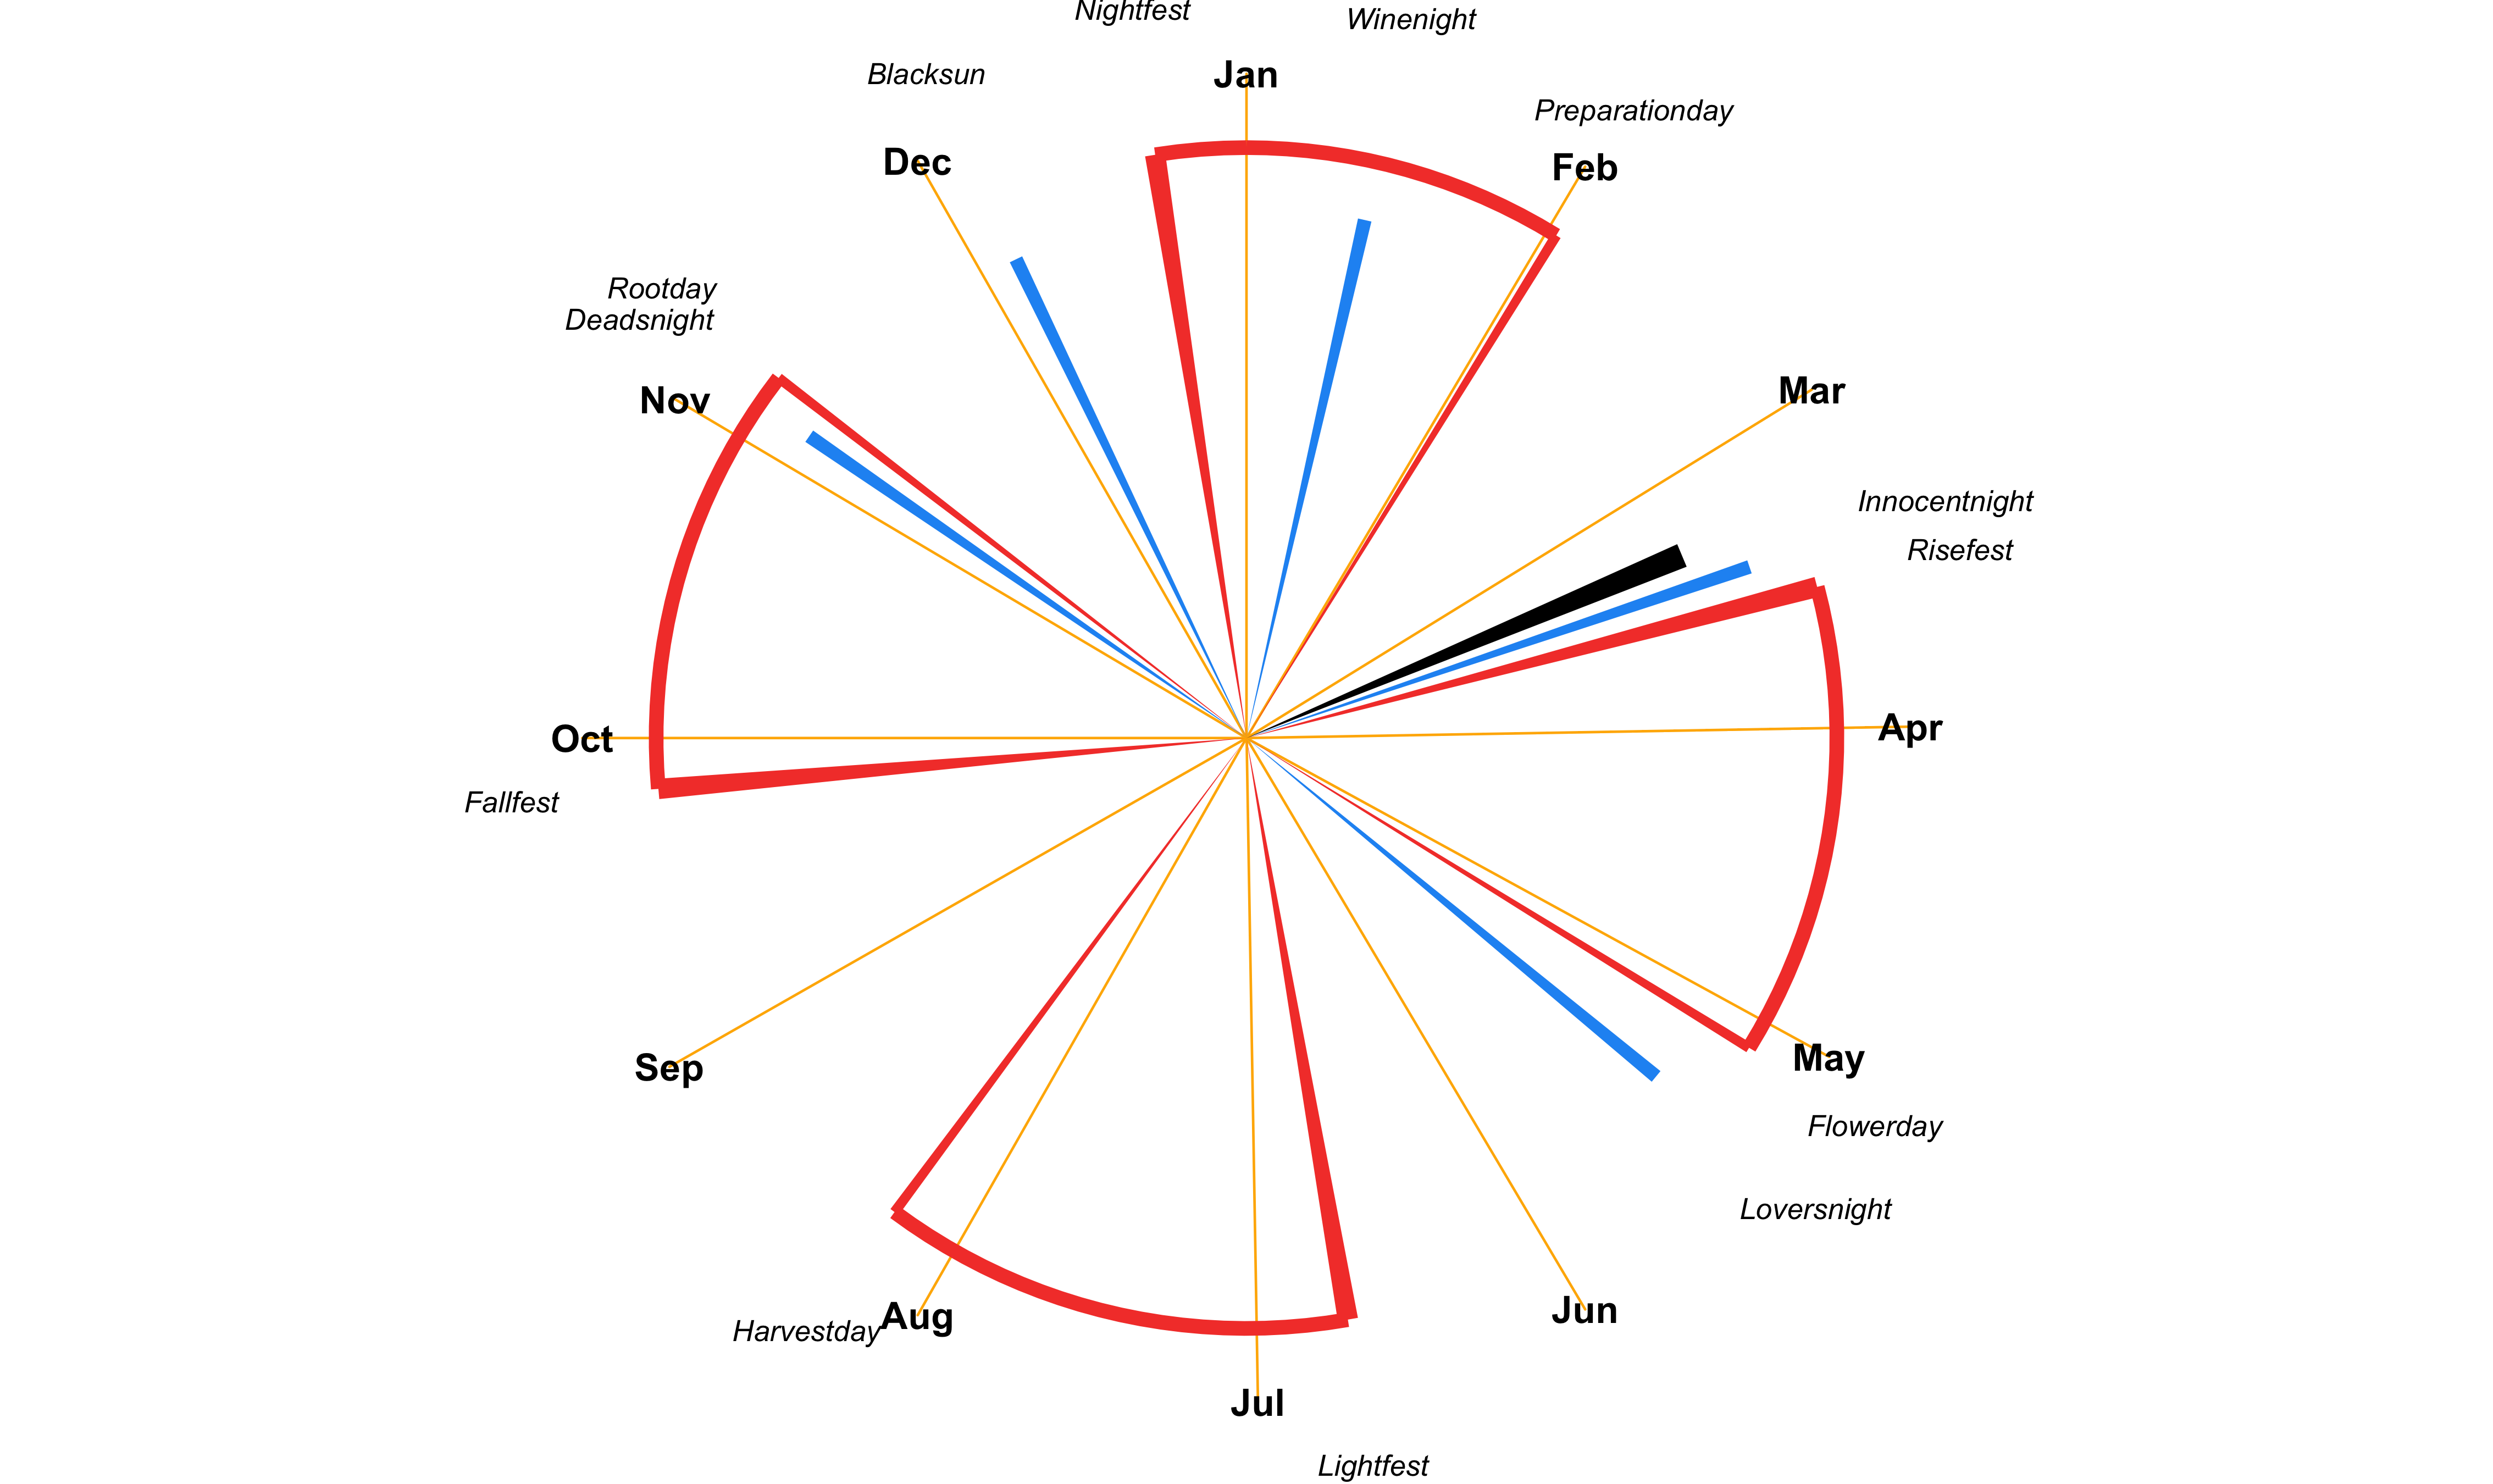 Nightfest
Winenight
Blacksun
Jan
Preparationday
Dec
Feb
Rootday
Deadsnight
Nov
Mar
Innocentnight
Risefest
Oct
Apr
Fallfest
Sep
May
Flowerday
Loversnight
Harvestday
Aug
Jun
Jul
Lightfest